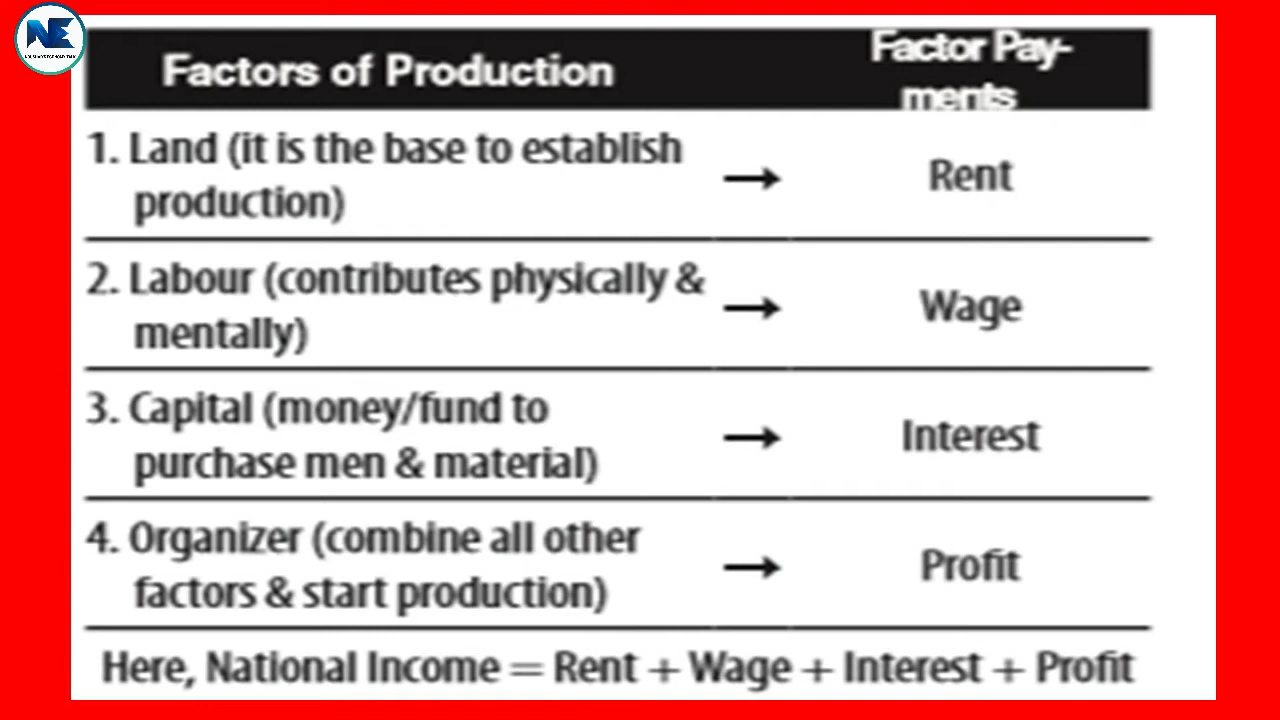 NE
Factors of Production
Factor Pay-
ments
1. Land (it is the base to establish
production)
→
Rent
2. Labour (contributes physically &
mentally)
→
Wage
3. Capital (money/fund to
purchase men & material)
→
Interest
4. Organizer (combine all other
factors & start production)
→
Profit
Here, National Income = Rent + Wage + Interest + Profit